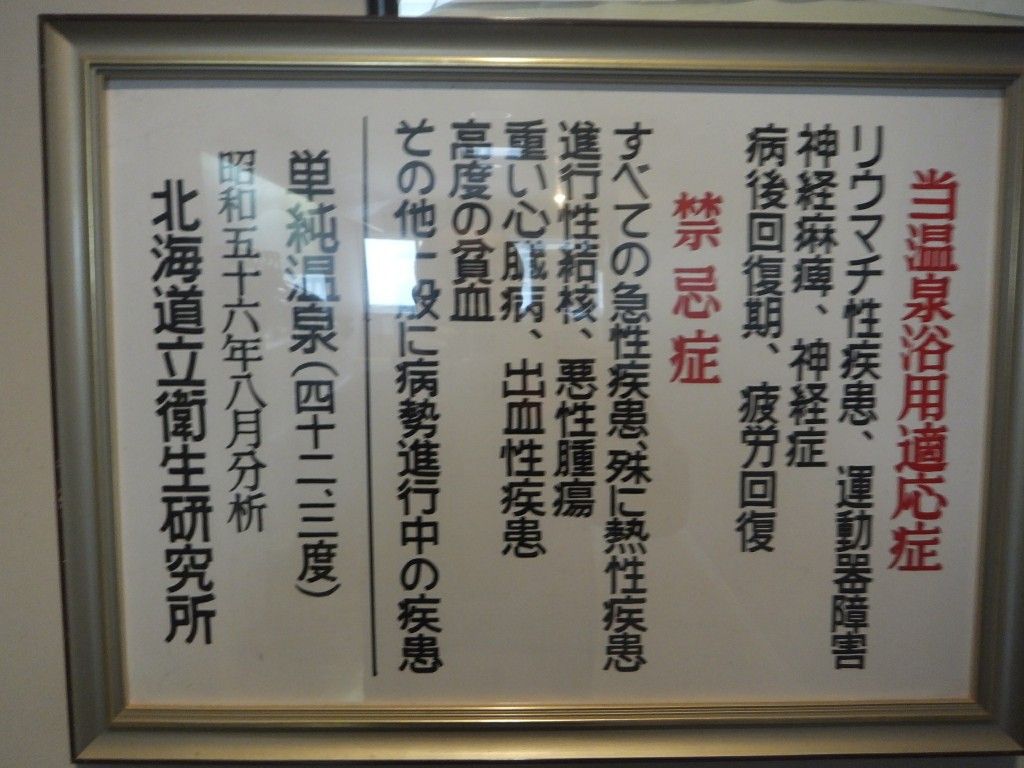 当温泉浴用適応症
リウマチ性疾患、運動器障害
神経麻痺、神経症
病後回復期、疲労回復
禁忌症
すべての急性疾患、殊に熱性疾患
進行性結核、悪性腫瘍
重い心臓病、出血性疾患
高度の貧血
その他一般に病勢進行中の疾患
単純温泉(四十二、三度)
昭和五十六年八月分析
北海道立衛生研究所